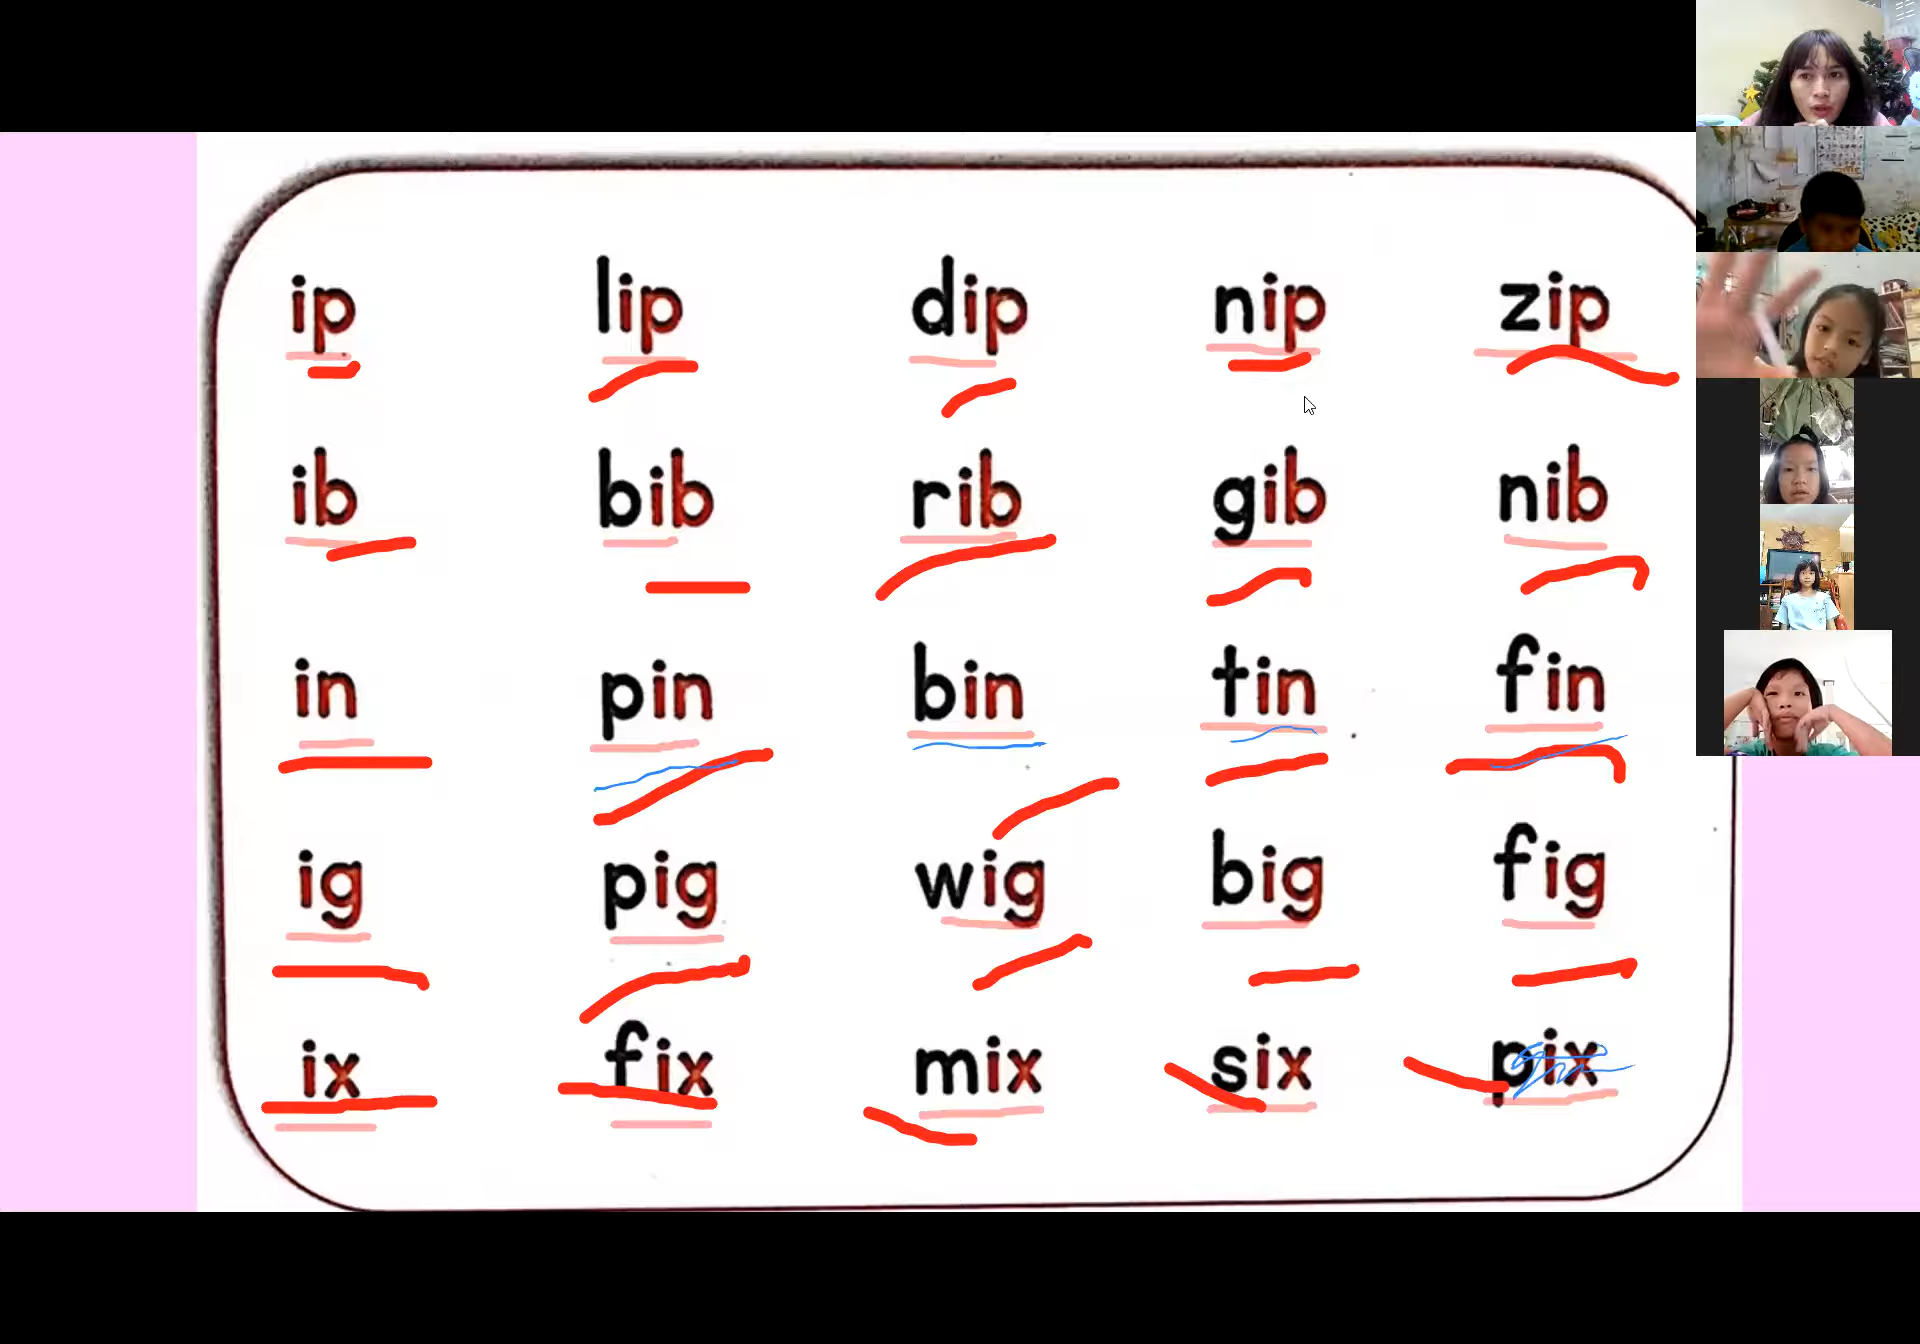 ip lip dip nip zip
ib bib rib gib nib
in pin bin tin fin
ig pig wig big fig
ix fix mix six pix